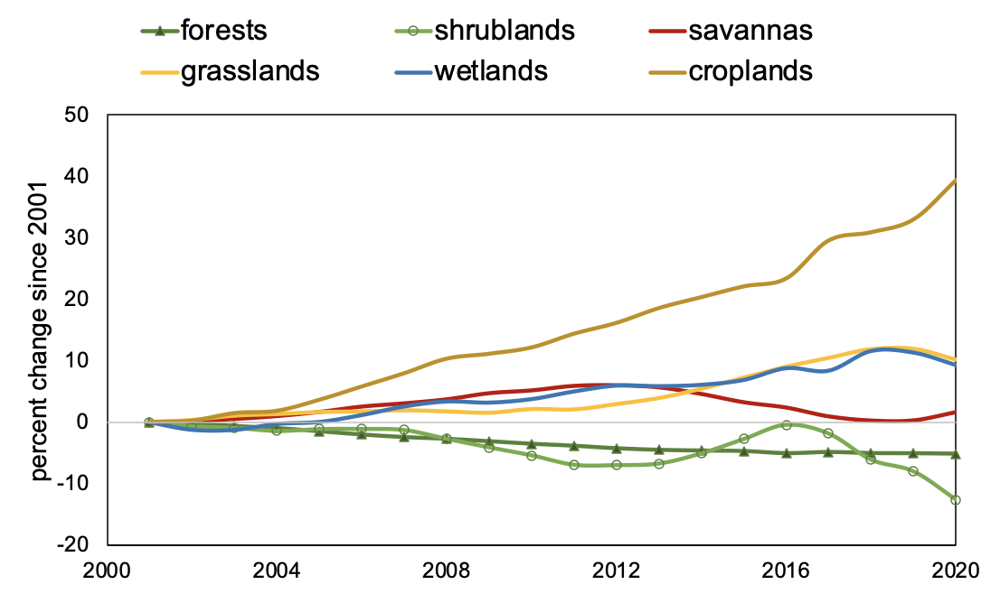 forests shrublands savannas
grasslands wetlands croplands
percent change since 2001
50
40
30
20
10
0
-10
-20
2000 2004 2008 2012 2016 2020